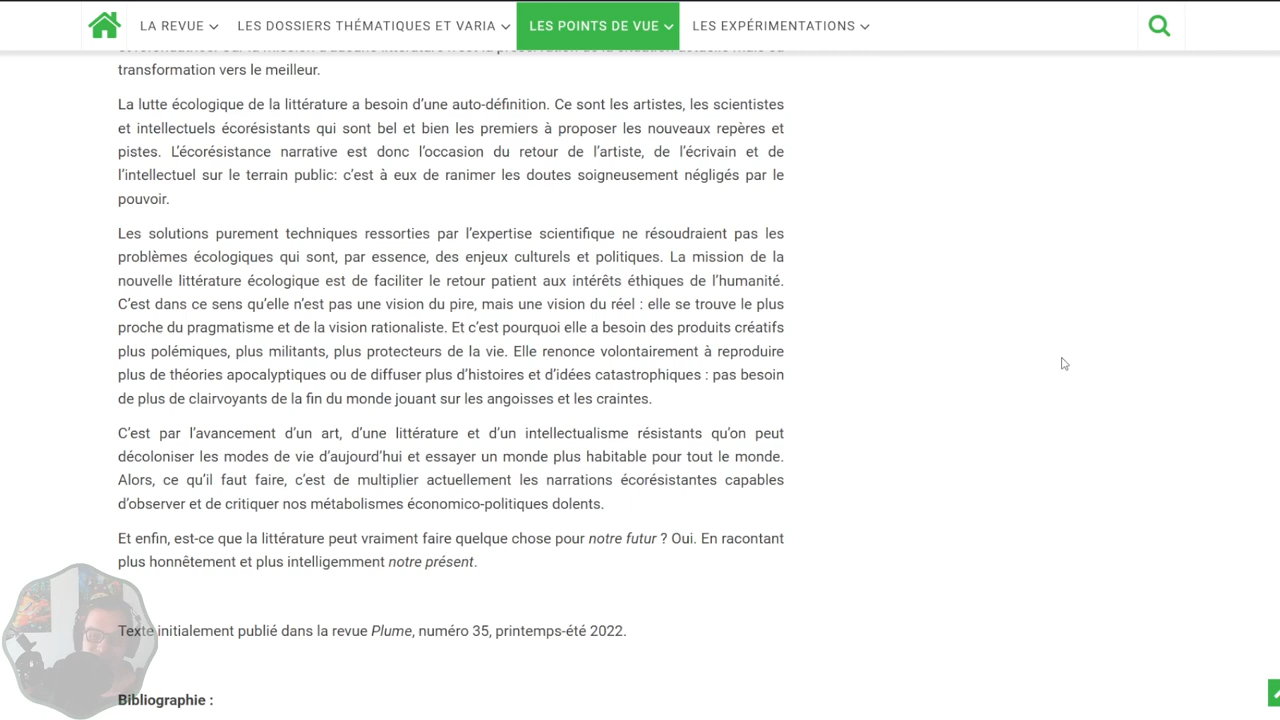 LA REVUE
LES DOSSIERS THÉMATIQUES ET VARIA
LES POINTS DE VUE
LES EXPÉRIMENTATIONS
transformation vers le meilleur.
La lutte écologique de la littérature a besoin d’une auto-définition. Ce sont les artistes, les scientistes
et intellectuels écorésistants qui sont bel et bien les premiers à proposer les nouveaux repères et
pistes. L’écorésistance narrative est donc l’occasion du retour de l’artiste, de l’écrivain et de
l’intellectuel sur le terrain public: c’est à eux de ranimer les doutes soigneusement négligés par le
pouvoir.
Les solutions purement techniques ressorties par l’expertise scientifique ne résoudraient pas les
problèmes écologiques qui sont, par essence, des enjeux culturels et politiques. La mission de la
nouvelle littérature écologique est de faciliter le retour patient aux intérêts éthiques de l’humanité.
C’est dans ce sens qu’elle n’est pas une vision du pire, mais une vision du réel : elle se trouve le plus
proche du pragmatisme et de la vision rationaliste. Et c’est pourquoi elle a besoin des produits créatifs
plus polémiques, plus militants, plus protecteurs de la vie. Elle renonce volontairement à reproduire
plus de théories apocalyptiques ou de diffuser plus d’histoires et d’idées catastrophiques : pas besoin
de plus de clairvoyants de la fin du monde jouant sur les angoisses et les craintes.
C’est par l’avancement d’un art, d’une littérature et d’un intellectualisme résistants qu’on peut
décoloniser les modes de vie d’aujourd’hui et essayer un monde plus habitable pour tout le monde.
Alors, ce qu’il faut faire, c’est de multiplier actuellement les narrations écorésistantes capables
d’observer et de critiquer nos métabolismes économico-politiques dolents.
Et enfin, est-ce que la littérature peut vraiment faire quelque chose pour notre futur ? Oui. En racontant
plus honnêtement et plus intelligemment notre présent.
Texte initialement publié dans la revue Plume, numéro 35, printemps-été 2022.
Bibliographie :